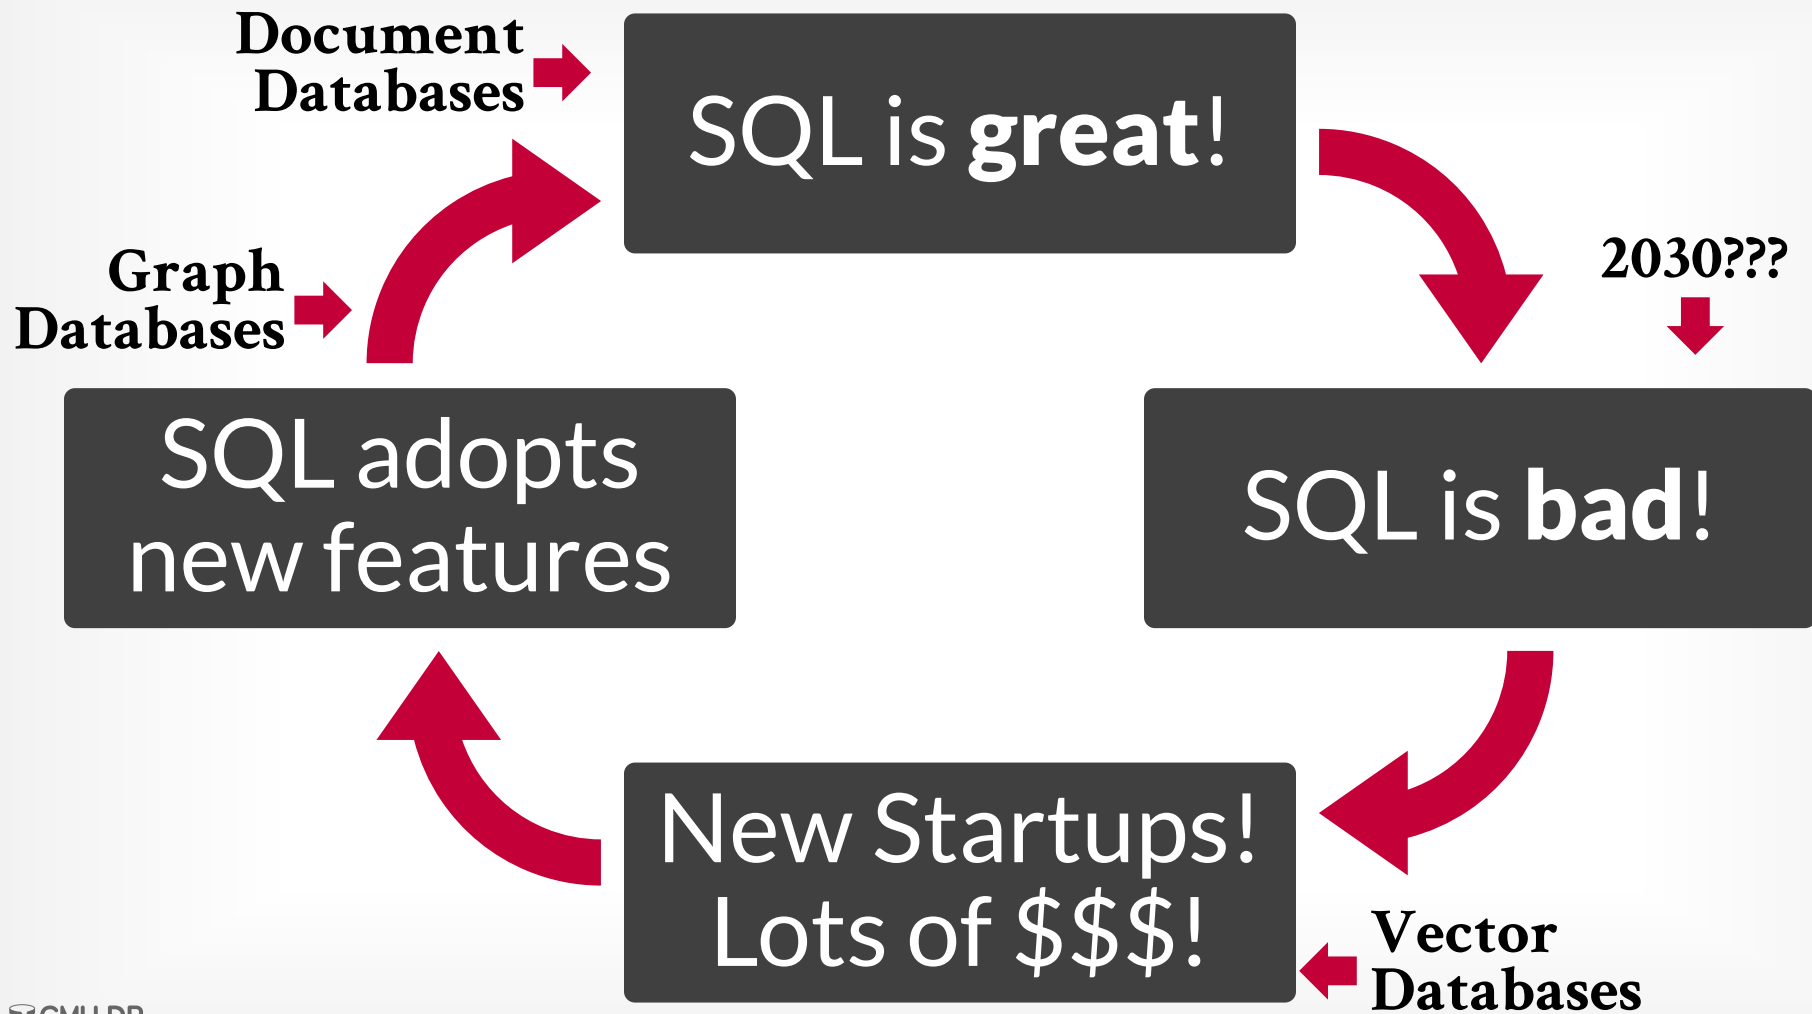 Document
Databases
SQL is great!
2030???
Graph
Databases
SQL adopts
new features
SQL is bad!
New Startups!
Lots of $$$!
Vector
Databases